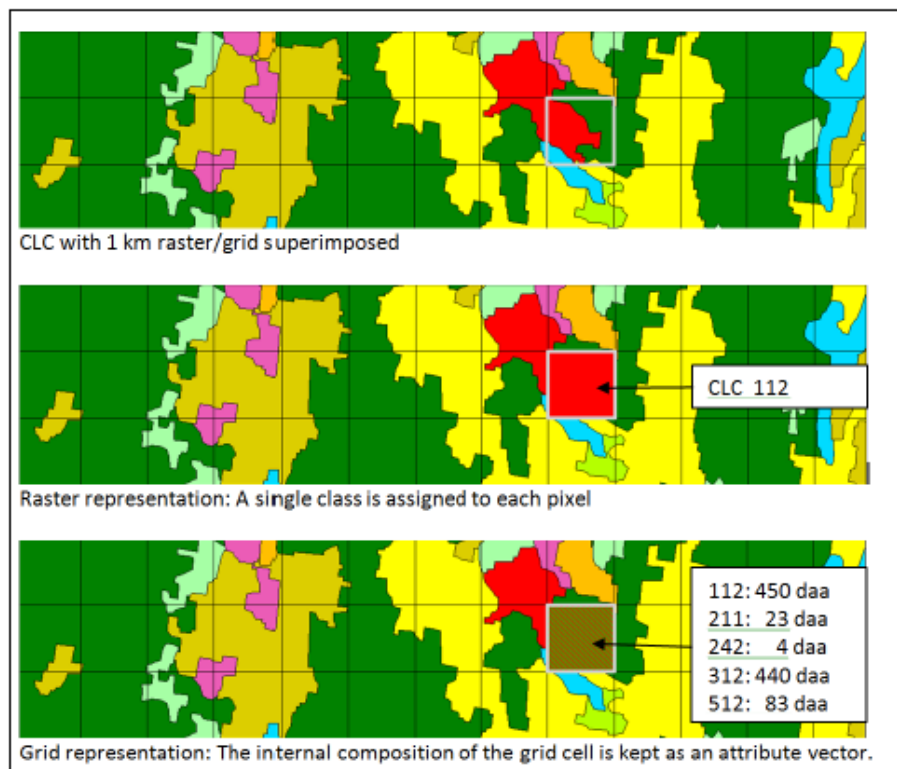 CLC with 1 km raster/grid superimposed
CLC 112
Raster representation: A single class is assigned to each pixel
112: 450 daa
211: 23 daa
242: 4 daa
312: 440 daa
512: 83 daa
Grid representation: The internal composition of the grid cell is kept as an attribute vector.